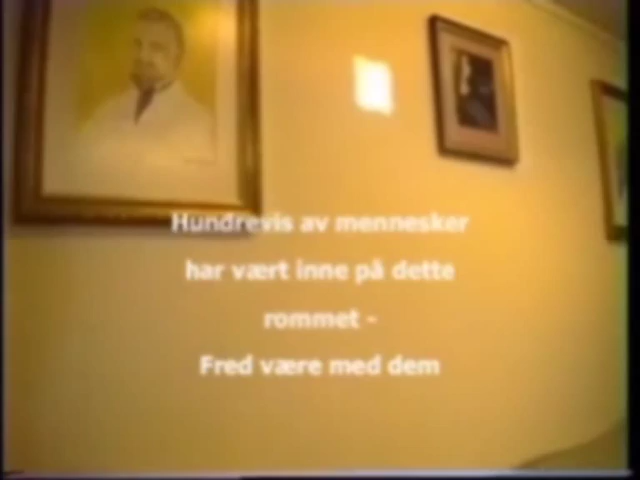 Hundrevis av mennesker
har vært inne på dette
rommet -
Fred være med dem